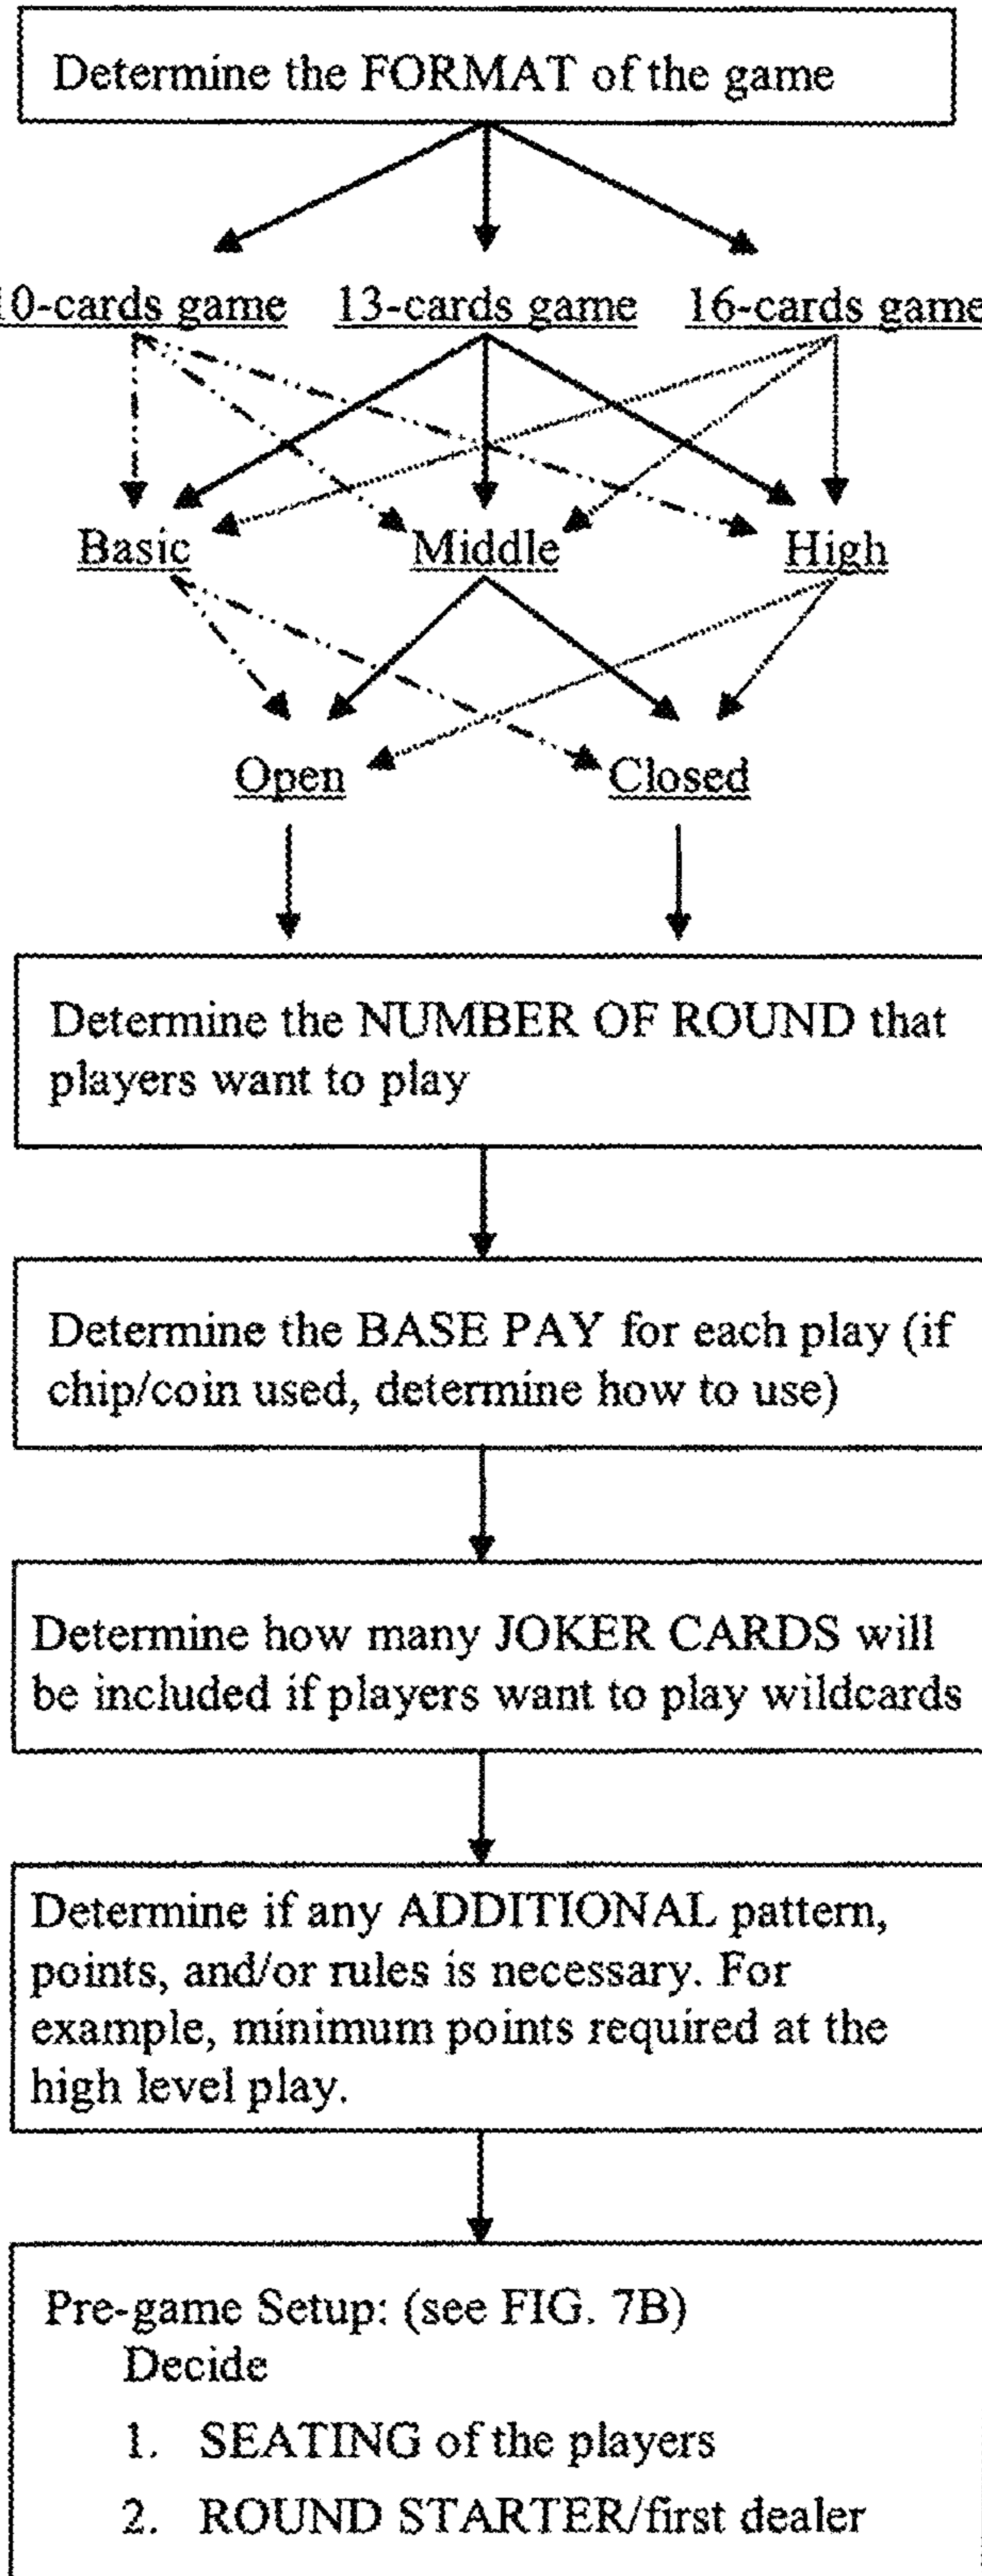 Determine the FORMAT of the game
10-cards game 13-cards game 16-cards game
Basic Middle High
Open Closed
Determine the NUMBER OF ROUND that
players want to play
Determine the BASE PAY for each play (if
chip/coin used, determine how to use)
Determine how many JOKER CARDS will
be included if players want to play wildcards
Determine if any ADDITIONAL pattern,
points, and/or rules is necessary. For
example, minimum points required at the
high level play.
Pre-game Setup: (see FIG. 7B)
Decide
1. SEATING of the players
2. ROUND STARTER/first dealer